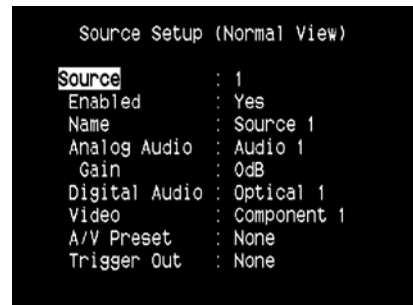 Source Setup (Normal View)
Source : 1
Enabled : Yes
Name : Source 1
Analog Audio : Audio 1
Gain : 0dB
Digital Audio : Optical 1
Video : Component 1
A/V Preset : None
Trigger Out : None